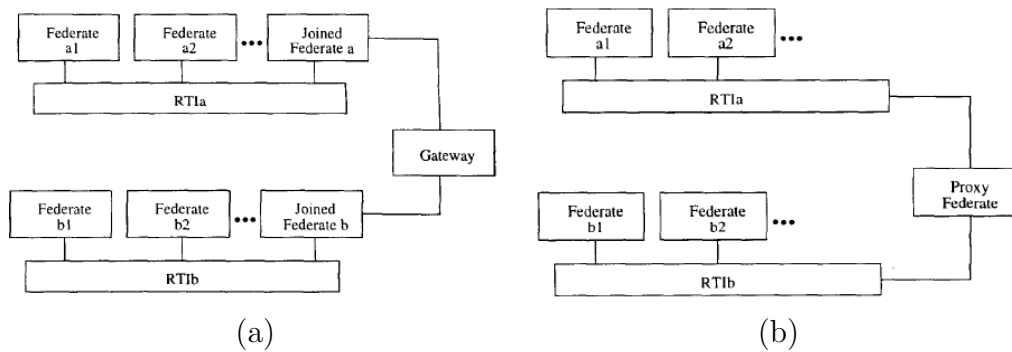 Federate
a1
Federate
a2
•••
Joined
Federate a
RTIa
Gateway
Federate
b1
Federate
b2
•••
Joined
Federate b
RTIb
(a)
Federate
a1
Federate
a2
•••
RTIa
Proxy
Federate
Federate
b1
Federate
b2
•••
RTIb
(b)